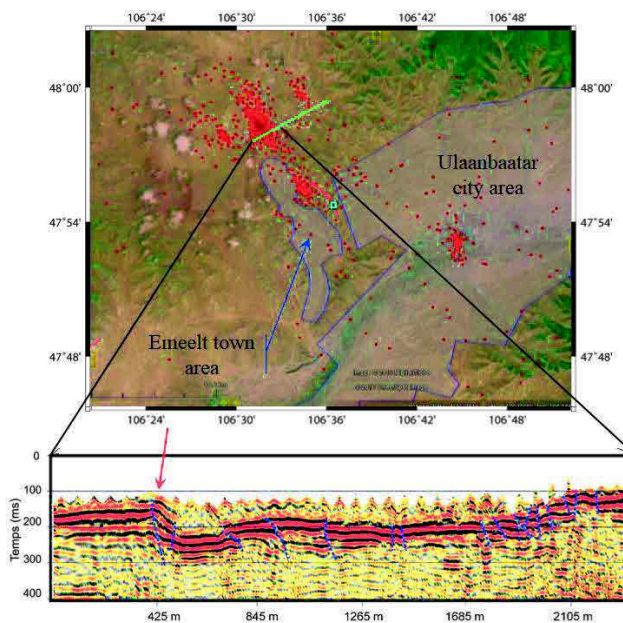 106°24' 106°30' 106°36' 106°42' 106°48'
48°00' 48°00'
Ulaanbaatar
city area
47°54' 47°54'
Emeelt town
area
47°48' 47°48'
106°24' 106°30' 106°36' 106°42' 106°48'
0
100
200
300
400
Temps (ms)
425 m 845 m 1265 m 1685 m 2105 m